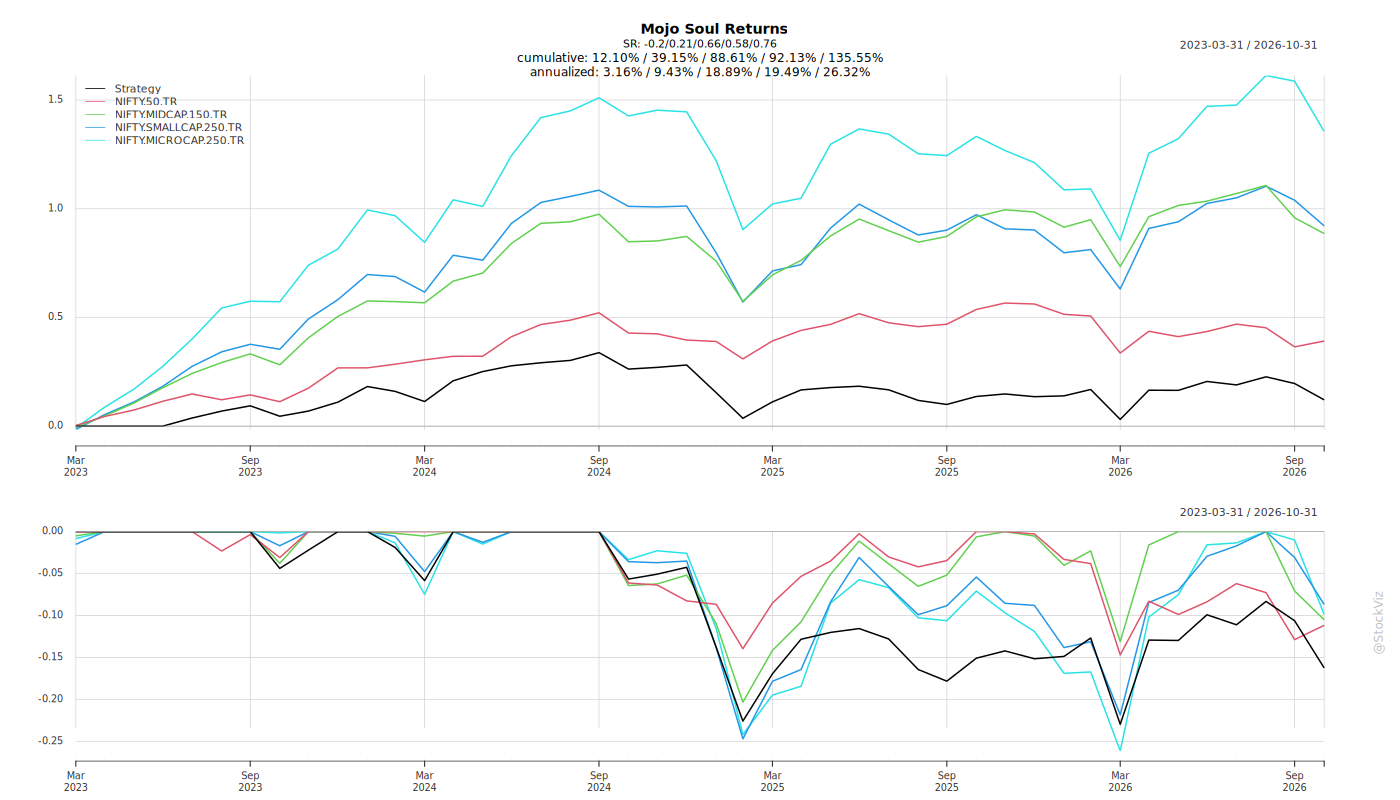 Mojo Soul Returns
SR: -0.2/0.21/0.66/0.58/0.76
2023-03-31 / 2026-10-31
cumulative: 12.10% / 39.15% / 88.61% / 92.13% / 135.55%
annualized: 3.16% / 9.43% / 18.89% / 19.49% / 26.32%
Strategy
NIFTY.50.TR
NIFTY.MIDCAP.150.TR
NIFTY.SMALLCAP.250.TR
NIFTY.MICROCAP.250.TR
1.5
1.0
0.5
0.0
Mar Sep Mar Sep Mar Sep Mar Sep
2023 2023 2024 2024 2025 2025 2026 2026
2023-03-31 / 2026-10-31
0.00
-0.05
-0.10
-0.15
-0.20
-0.25
Mar Sep Mar Sep Mar Sep Mar Sep
2023 2023 2024 2024 2025 2025 2026 2026
@StockViz